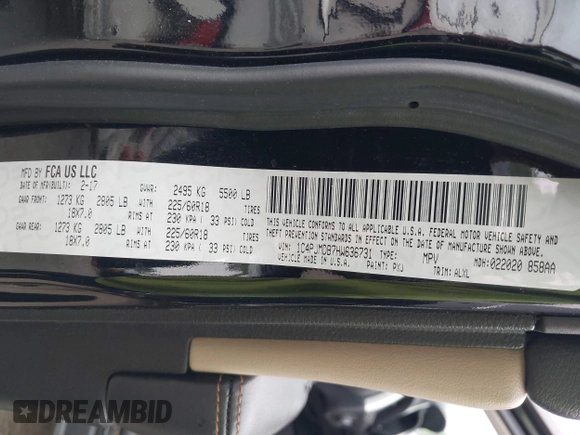 MFD BY FCA US LLC
DATE OF MFR/BUILT: 2-17 GVWR: 2495 KG 5500 LB
GAWR FRONT: 1273 KG 2805 LB WITH 225/60R18 TIRES
18X7.0 RIMS AT 230 KPA ( 33 PSI) COLD
GAWR REAR: 1273 KG 2805 LB WITH 225/60R18 TIRES
18X7.0 RIMS AT 230 KPA ( 33 PSI) COLD
THIS VEHICLE CONFORMS TO ALL APPLICABLE U.S.A. FEDERAL MOTOR VEHICLE SAFETY,
BUMPER AND THEFT PREVENTION STANDARDS IN EFFECT ON THE DATE OF MANUFACTURE SHOWN ABOVE
VIN: 1C4PJMCB7HW636731 TYPE: MPV MDH:022020 858AA
VEHICLE MADE IN U.S.A. PAINT: PXJ TRIM: ALXL
DREAMBID